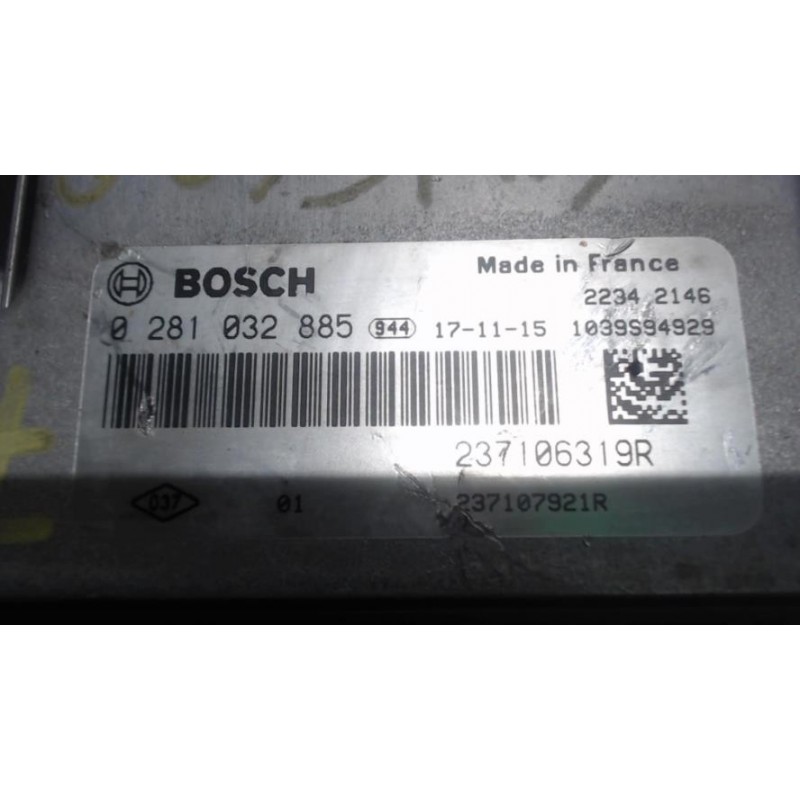 BOSCH
Made in France
2234 2146
0 281 032 885 944 17-11-15 1039S94929
237106319R
037 01 237107921R